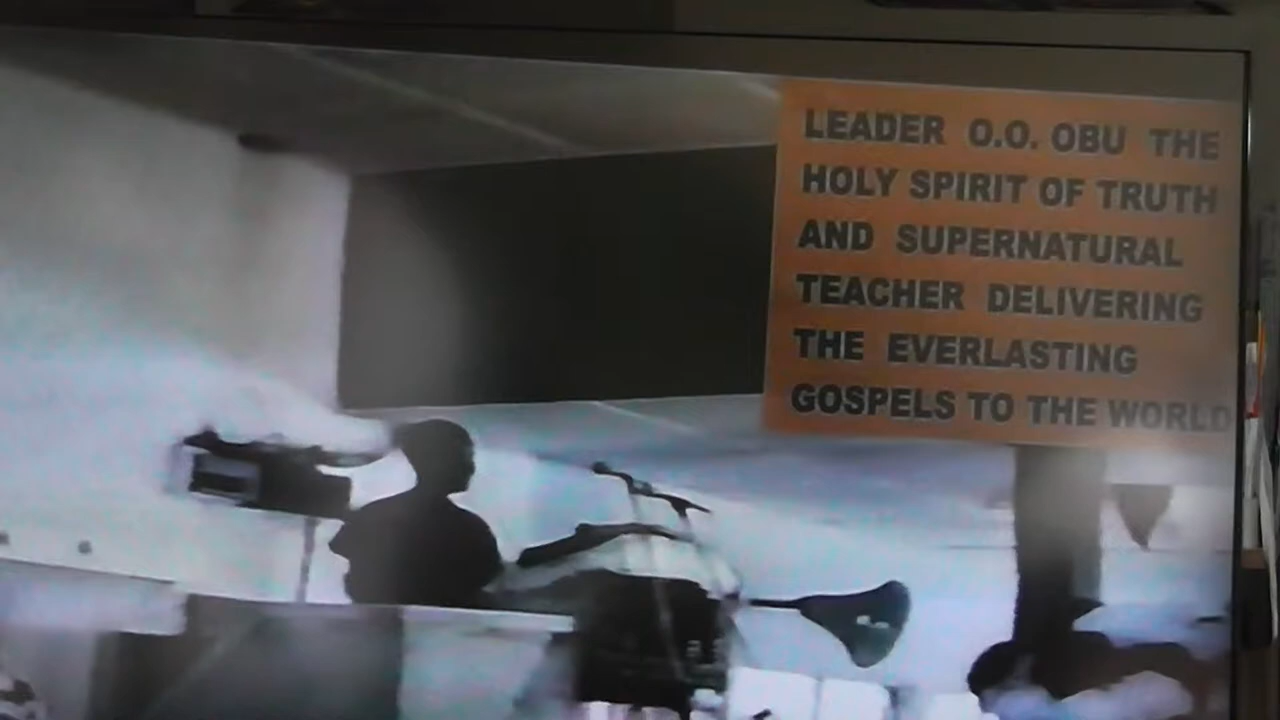 LEADER O.O. OBU THE
HOLY SPIRIT OF TRUTH
AND SUPERNATURAL
TEACHER DELIVERING
THE EVERLASTING
GOSPELS TO THE WORLD